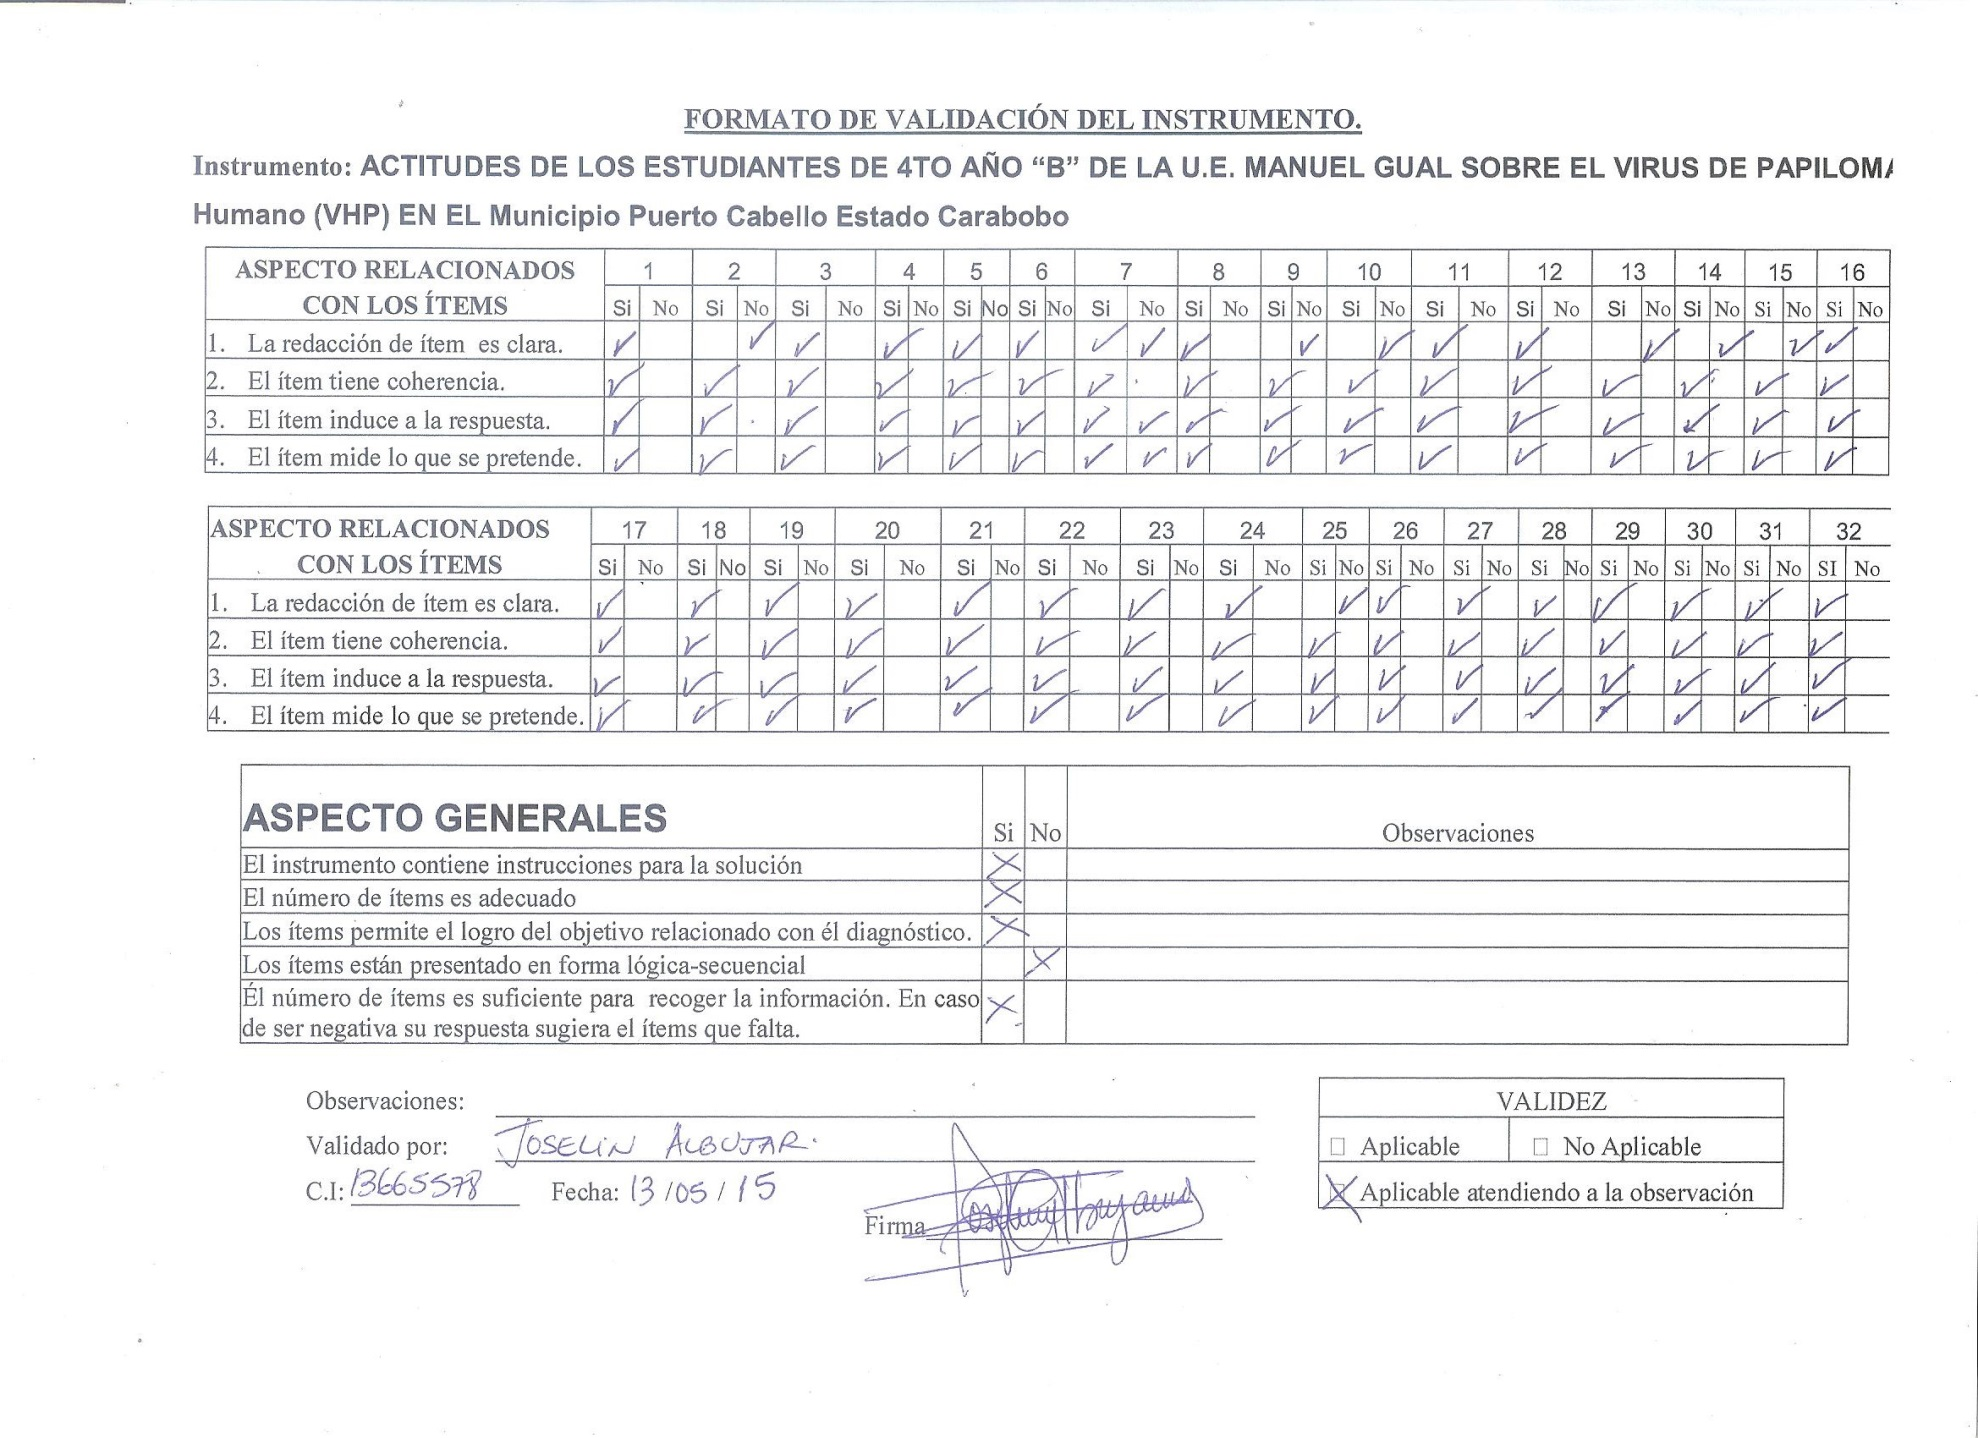 FORMATO DE VALIDACIÓN DEL INSTRUMENTO.
Instrumento: ACTITUDES DE LOS ESTUDIANTES DE 4TO AÑO “B” DE LA U.E. MANUEL GUAL SOBRE EL VIRUS DE PAPILOMA
Humano (VHP) EN EL Municipio Puerto Cabello Estado Carabobo
ASPECTO RELACIONADOS 1 2 3 4 5 6 7 8 9 10 11 12 13 14 15 16
CON LOS ÍTEMS Si No Si No Si No Si No Si No Si No Si No Si No Si No Si No Si No Si No Si No Si No Si No Si No
1. La redacción de ítem es clara. ✓ ✓ ✓ ✓ ✓ ✓ ✓ ✓ ✓ ✓ ✓ ✓ ✓ ✓ ✓ ✓ ✓
2. El ítem tiene coherencia. ✓ ✓ ✓ ✓ ✓ ✓ ✓ ✓ ✓ ✓ ✓ ✓ ✓ ✓ ✓ ✓
3. El ítem induce a la respuesta. ✓ ✓ ✓ ✓ ✓ ✓ ✓ ✓ ✓ ✓ ✓ ✓ ✓ ✓ ✓ ✓ ✓
4. El ítem mide lo que se pretende. ✓ ✓ ✓ ✓ ✓ ✓ ✓ ✓ ✓ ✓ ✓ ✓ ✓ ✓ ✓ ✓ ✓
ASPECTO RELACIONADOS 17 18 19 20 21 22 23 24 25 26 27 28 29 30 31 32
CON LOS ÍTEMS Si No Si No Si No Si No Si No Si No Si No Si No Si No Si No Si No Si No Si No Si No Si No SI No
1. La redacción de ítem es clara. ✓ ✓ ✓ ✓ ✓ ✓ ✓ ✓ ✓ ✓ ✓ ✓ ✓ ✓ ✓ ✓
2. El ítem tiene coherencia. ✓ ✓ ✓ ✓ ✓ ✓ ✓ ✓ ✓ ✓ ✓ ✓ ✓ ✓ ✓ ✓
3. El ítem induce a la respuesta. ✓ ✓ ✓ ✓ ✓ ✓ ✓ ✓ ✓ ✓ ✓ ✓ ✓ ✓ ✓ ✓
4. El ítem mide lo que se pretende. ✓ ✓ ✓ ✓ ✓ ✓ ✓ ✓ ✓ ✓ ✓ ✓ ✓ ✓ ✓ ✓
ASPECTO GENERALES Si No Observaciones
El instrumento contiene instrucciones para la solución X
El número de ítems es adecuado X
Los ítems permite el logro del objetivo relacionado con él diagnóstico. X
Los ítems están presentado en forma lógica-secuencial X
Él número de ítems es suficiente para recoger la información. En caso X
de ser negativa su respuesta sugiera el ítems que falta.
Observaciones:
Validado por: JOSELIN ALBUJAR.
C.I: 13665578 Fecha: 13/05/15
Firma
VALIDEZ
☐ Aplicable ☐ No Aplicable
☒ Aplicable atendiendo a la observación